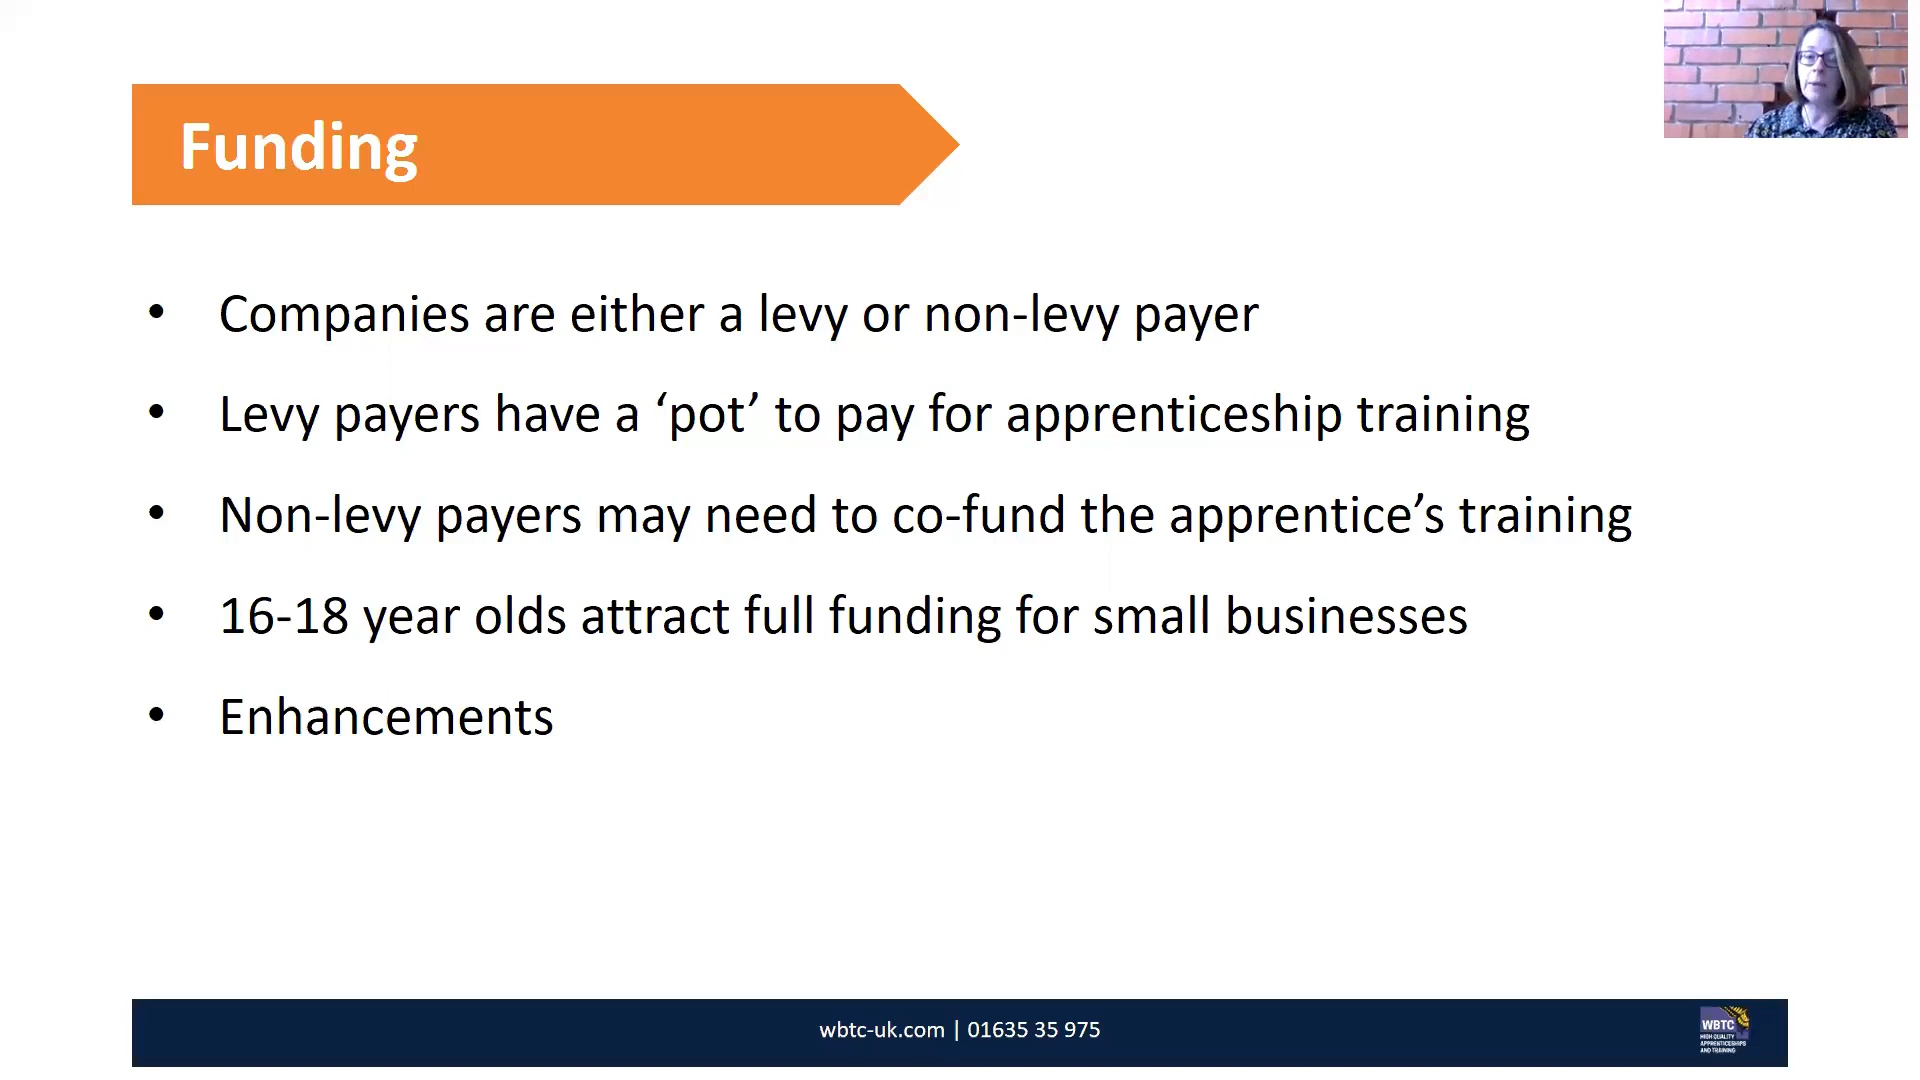 Funding
• Companies are either a levy or non-levy payer
• Levy payers have a ‘pot’ to pay for apprenticeship training
• Non-levy payers may need to co-fund the apprentice’s training
• 16-18 year olds attract full funding for small businesses
• Enhancements
wbtc-uk.com | 01635 35 975
WBTC
HIGH QUALITY
APPRENTICESHIPS
AND TRAINING